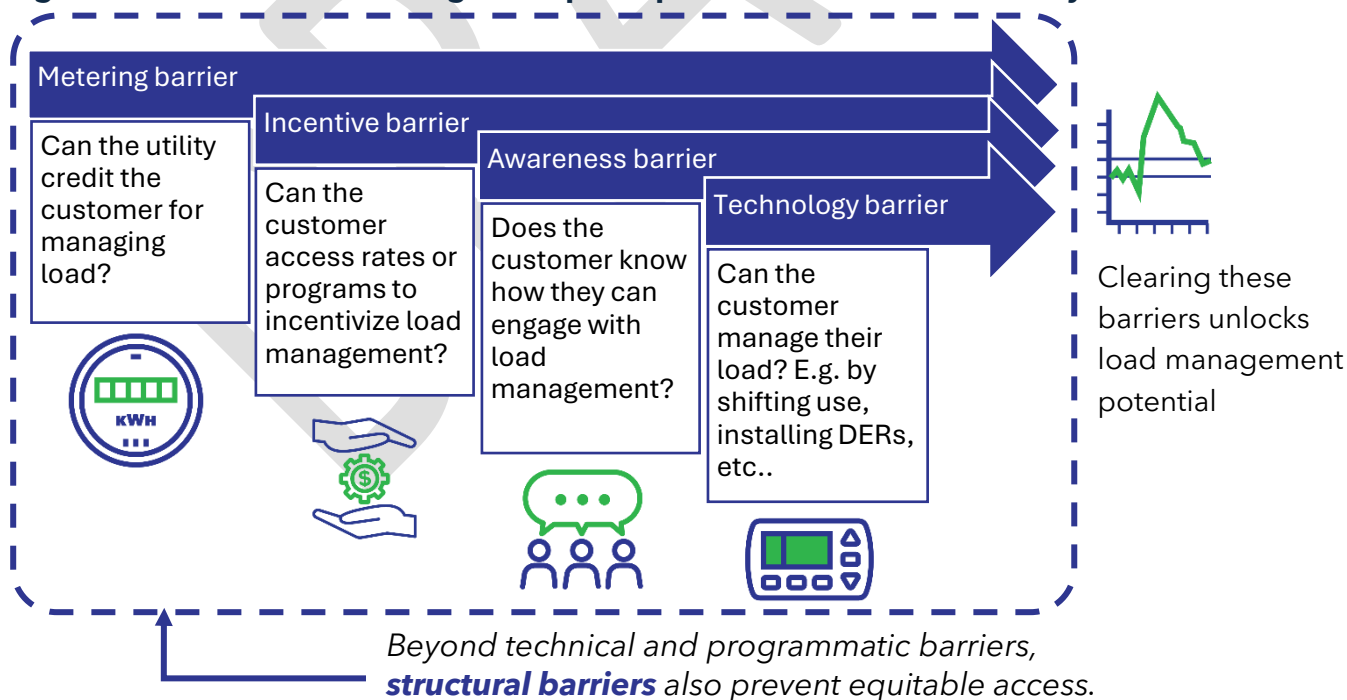 Metering barrier
Can the utility
credit the
customer for
managing
load?
KWH
Incentive barrier
Can the
customer
access rates or
programs to
incentivize load
management?
$
Awareness barrier
Does the
customer know
how they can
engage with
load
management?
Technology barrier
Can the
customer
manage their
load? E.g. by
shifting use,
installing DERs,
etc..
Clearing these
barriers unlocks
load management
potential
Beyond technical and programmatic barriers,
structural barriers also prevent equitable access.